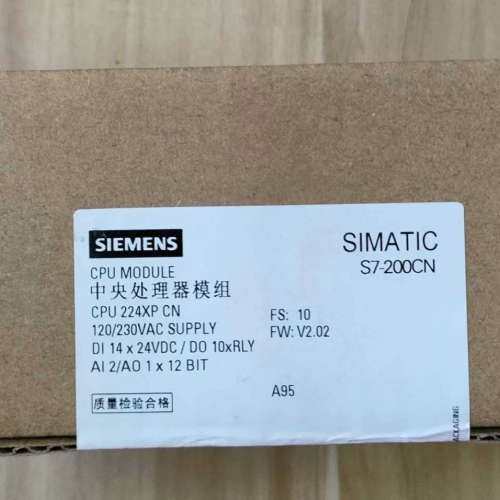 SIEMENS
SIMATIC
S7-200CN
CPU MODULE
中央处理器模组
CPU 224XP CN
120/230VAC SUPPLY
DI 14 x 24VDC / DO 10xRLY
AI 2/AO 1 x 12 BIT
FS: 10
FW: V2.02
A95
质量检验合格
PACKAGING